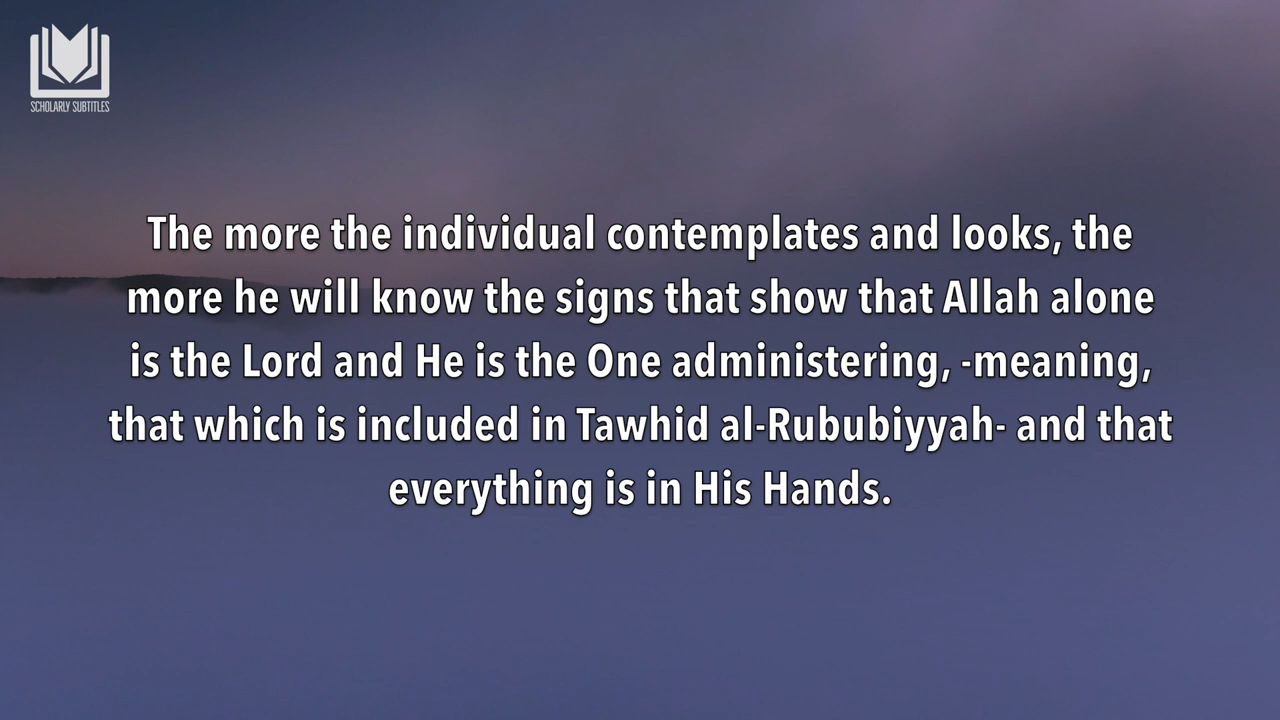 SCHOLARLY SUBTITLES
The more the individual contemplates and looks, the
more he will know the signs that show that Allah alone
is the Lord and He is the One administering, -meaning,
that which is included in Tawhid al-Rububiyyah- and that
everything is in His Hands.